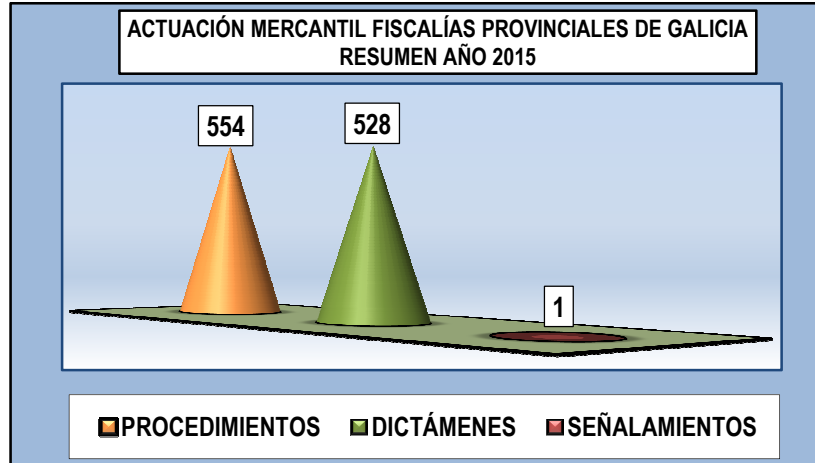 ACTUACIÓN MERCANTIL FISCALÍAS PROVINCIALES DE GALICIA
RESUMEN AÑO 2015
554
528
1
PROCEDIMIENTOS DICTÁMENES SEÑALAMIENTOS